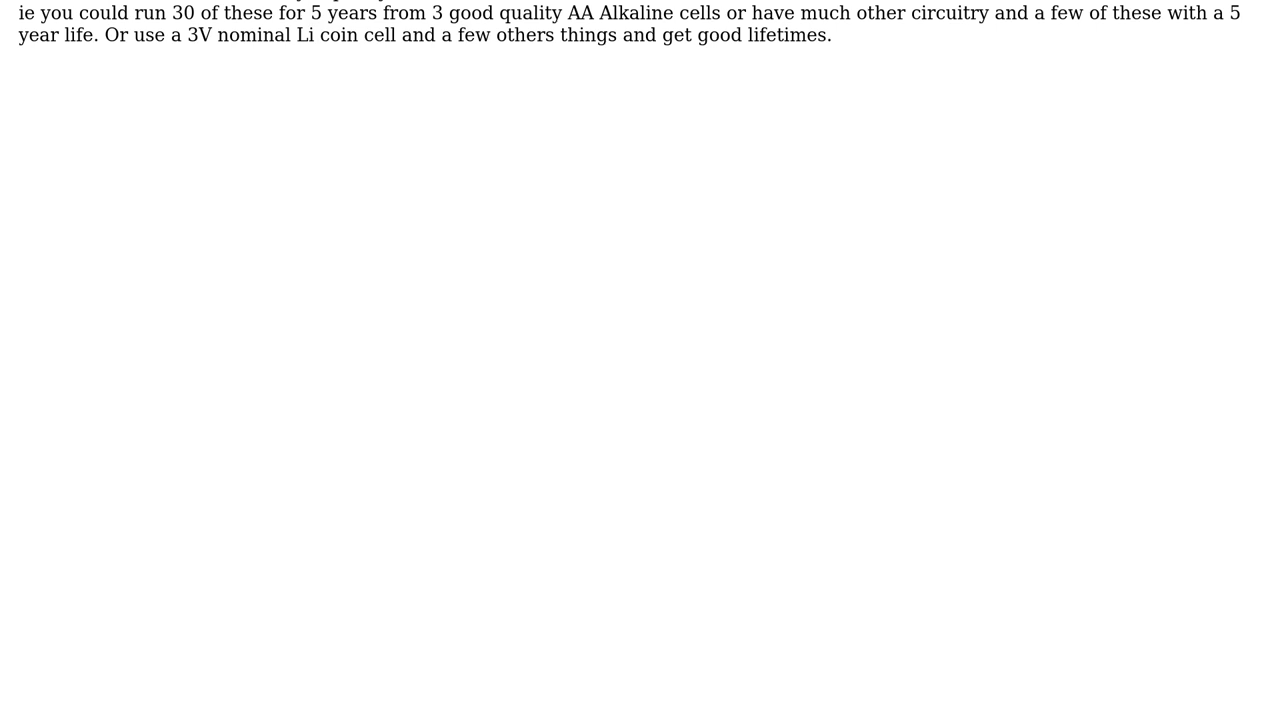 ie you could run 30 of these for 5 years from 3 good quality AA Alkaline cells or have much other circuitry and a few of these with a 5
year life. Or use a 3V nominal Li coin cell and a few others things and get good lifetimes.